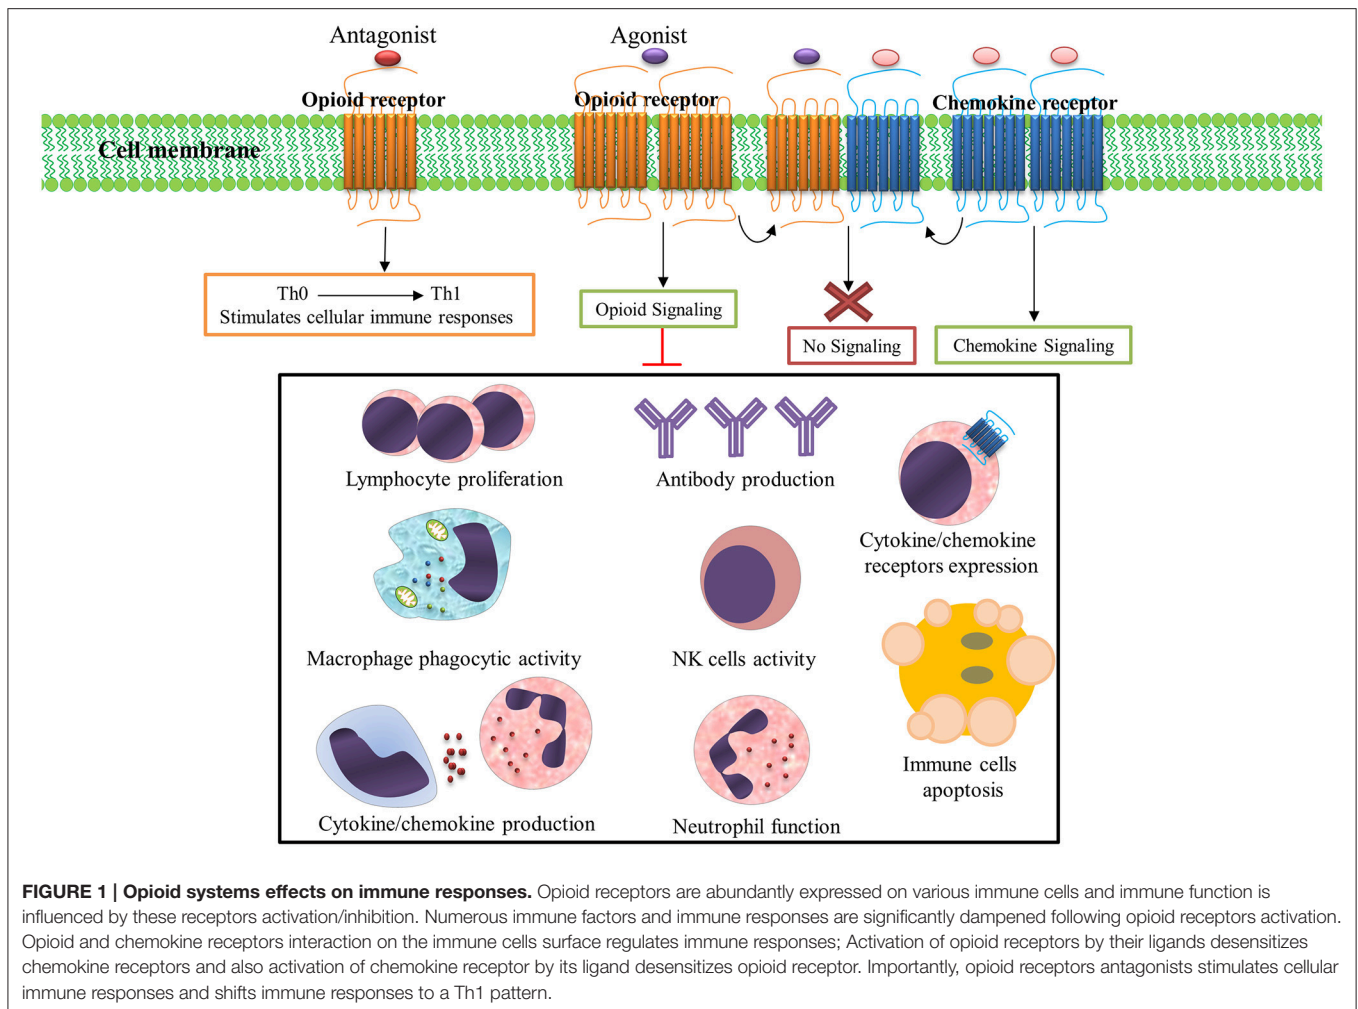 Antagonist
Agonist
Opioid receptor
Opioid receptor
Chemokine receptor
Cell membrane
Th0 Th1
Stimulates cellular immune responses
Opioid Signaling
No Signaling
Chemokine Signaling
Lymphocyte proliferation
Antibody production
Cytokine/chemokine
receptors expression
Macrophage phagocytic activity
NK cells activity
Immune cells
apoptosis
Cytokine/chemokine production
Neutrophil function
FIGURE 1 | Opioid systems effects on immune responses. Opioid receptors are abundantly expressed on various immune cells and immune function is
influenced by these receptors activation/inhibition. Numerous immune factors and immune responses are significantly dampened following opioid receptors activation.
Opioid and chemokine receptors interaction on the immune cells surface regulates immune responses; Activation of opioid receptors by their ligands desensitizes
chemokine receptors and also activation of chemokine receptor by its ligand desensitizes opioid receptor. Importantly, opioid receptors antagonists stimulates cellular
immune responses and shifts immune responses to a Th1 pattern.